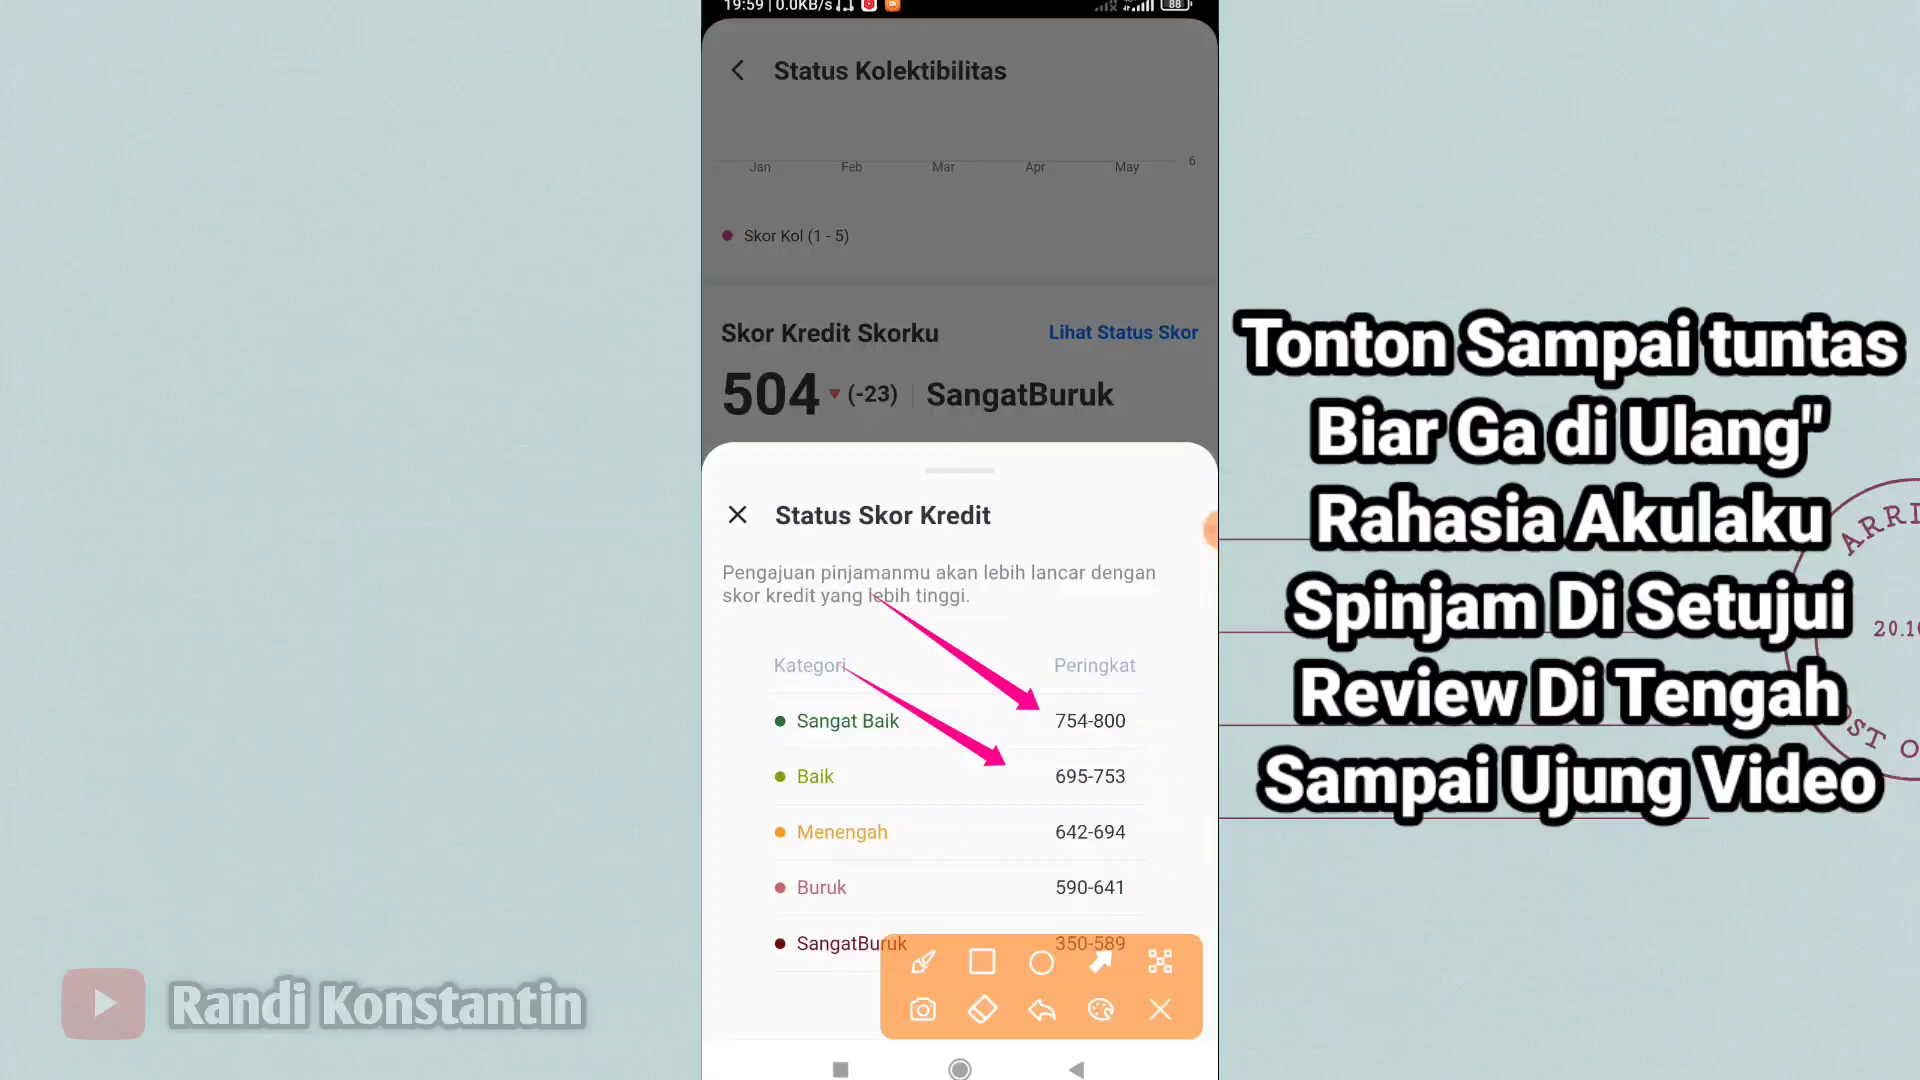 19:59 | 0.0KB/s
88
Status Kolektibilitas
6
Jan Feb Mar Apr May
Skor Kol (1 - 5)
Skor Kredit Skorku
Lihat Status Skor
504 (-23) SangatBuruk
Status Skor Kredit
Pengajuan pinjamanmu akan lebih lancar dengan
skor kredit yang lebih tinggi.
Kategori Peringkat
Sangat Baik 754-800
Baik 695-753
Menengah 642-694
Buruk 590-641
SangatBuruk 350-589
Tonton Sampai tuntas
Biar Ga di Ulang"
Rahasia Akulaku
Spinjam Di Setujui
Review Di Tengah
Sampai Ujung Video
20.10
Randi Konstantin